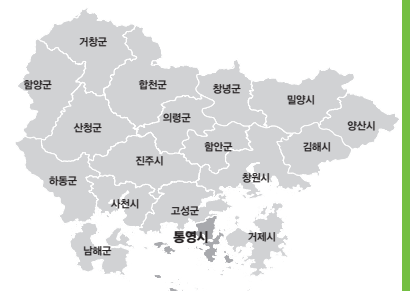 거창군
함양군
합천군
창녕군
밀양시
산청군
의령군
양산시
함안군
김해시
진주시
하동군
창원시
사천시
고성군
통영시
거제시
남해군